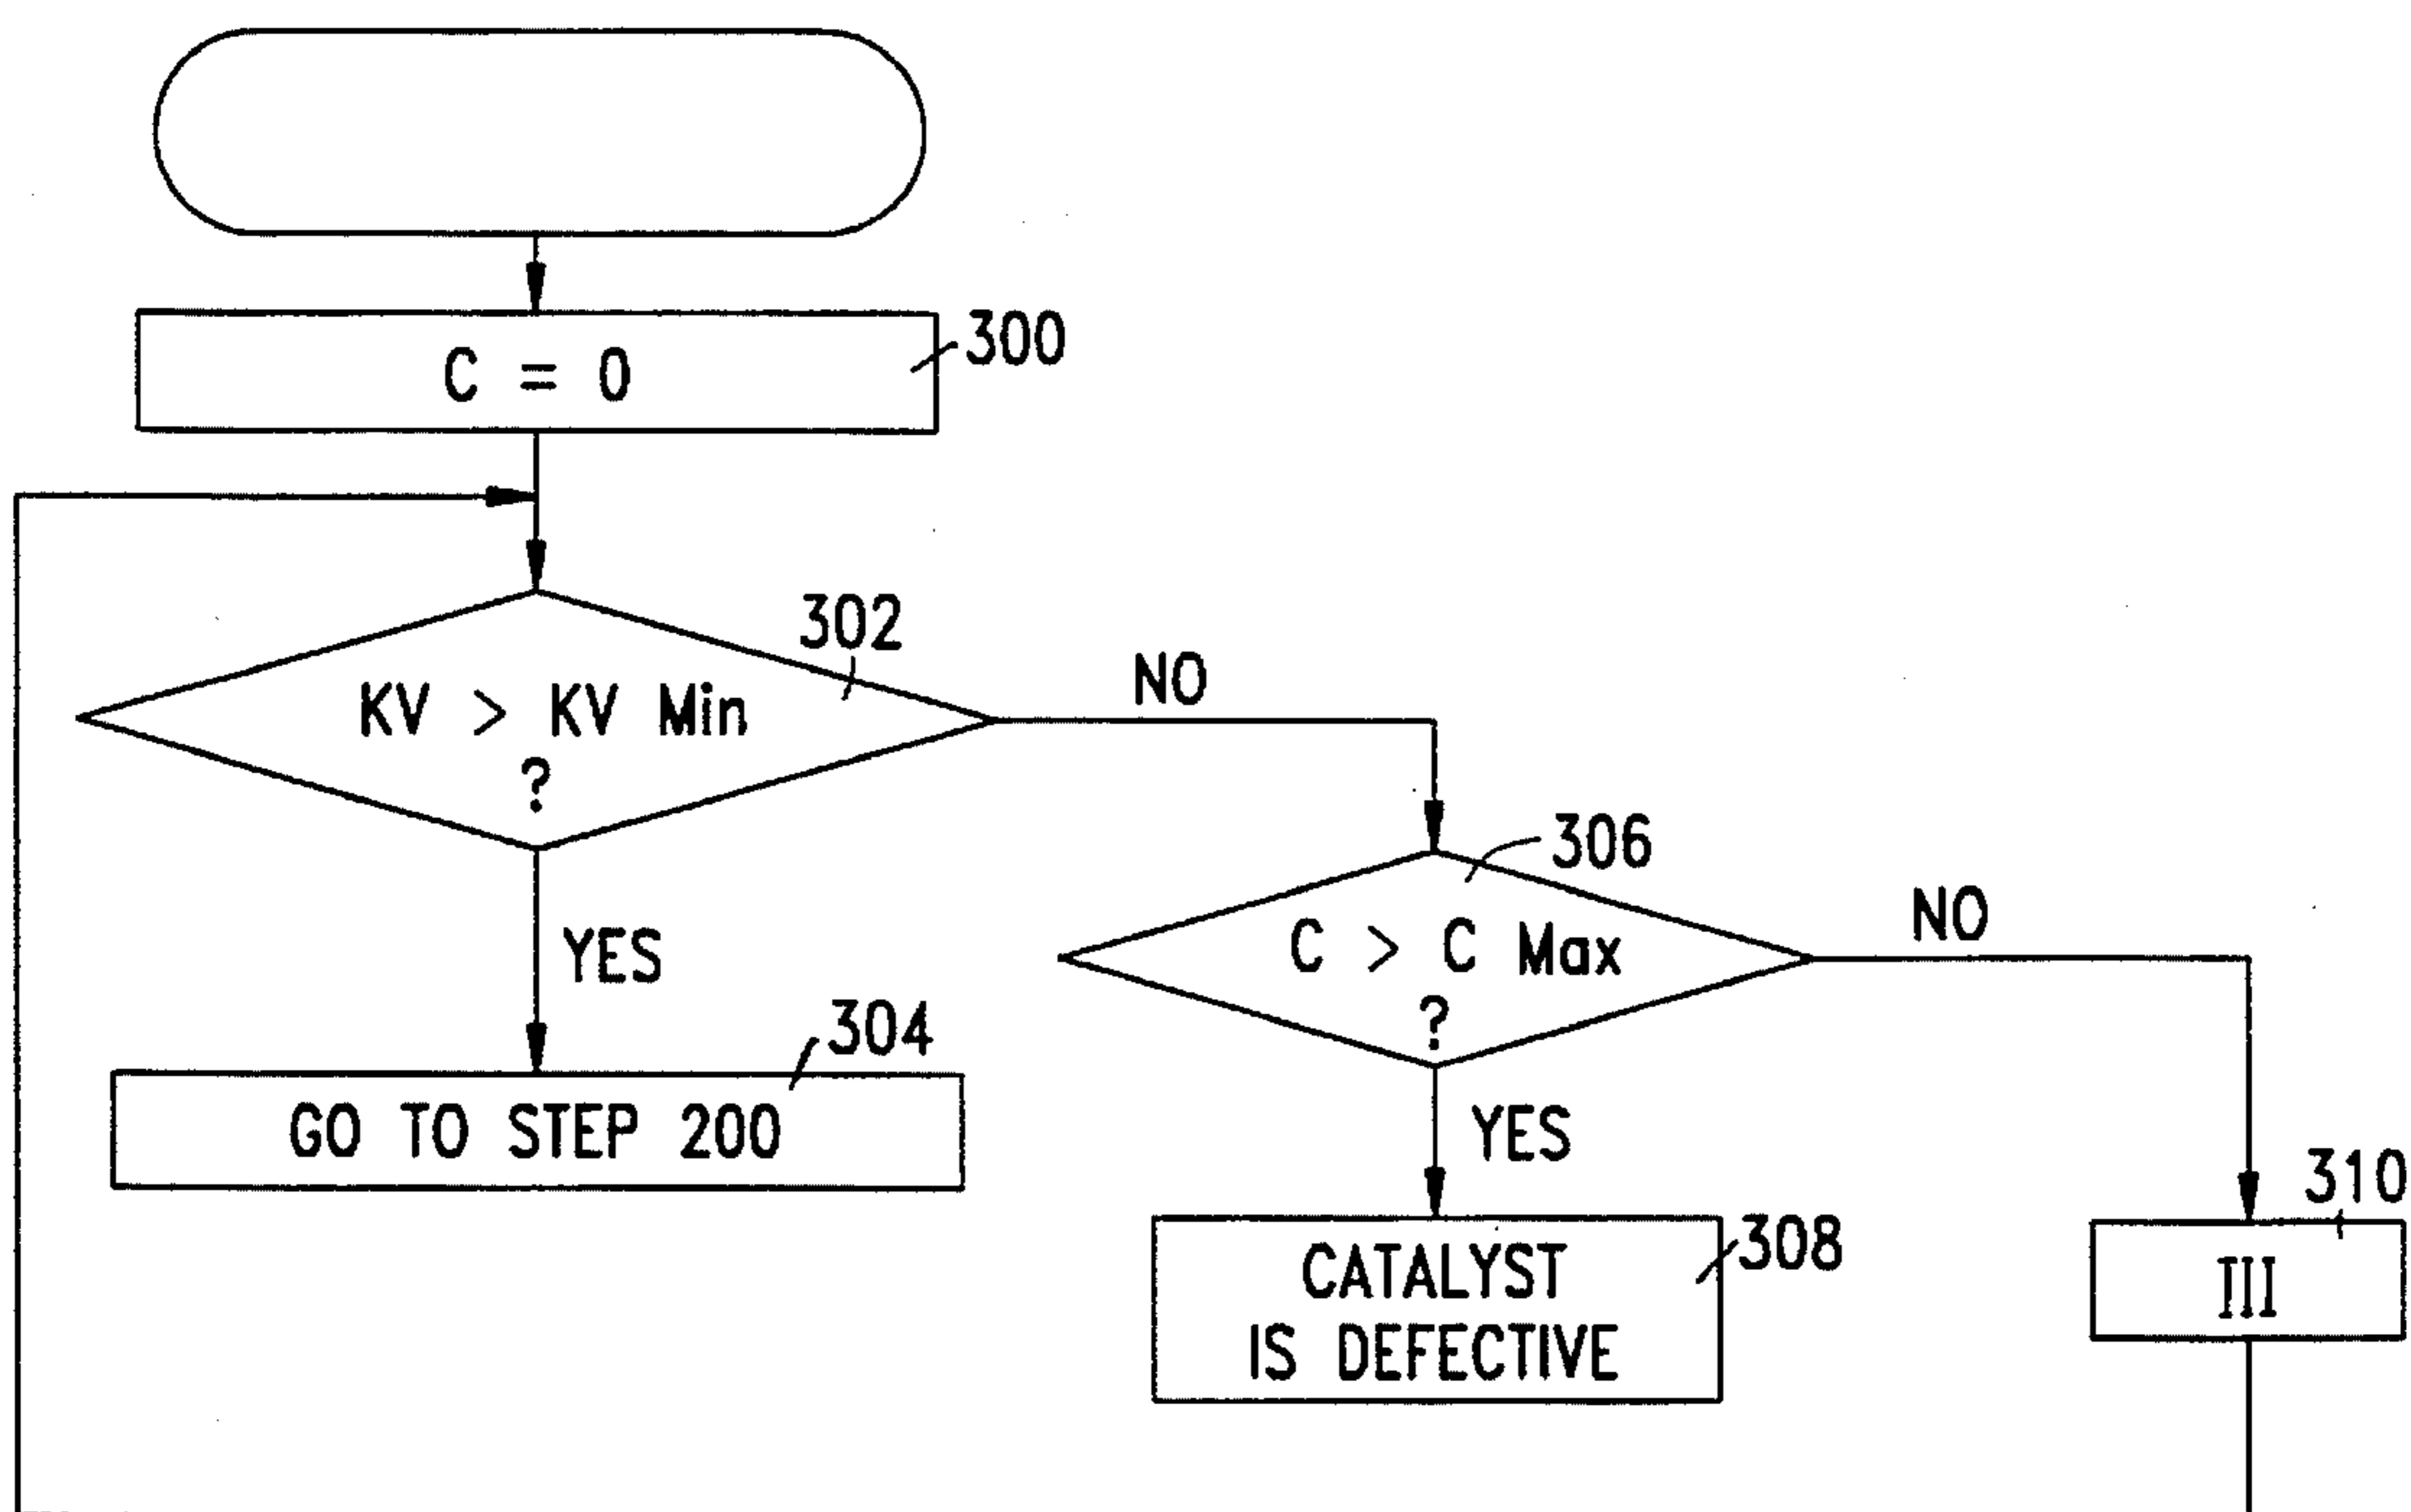 C = 0
300
302
KV > KV Min
?
NO
YES
304
GO TO STEP 200
306
C > C Max
?
NO
YES
308
CATALYST
IS DEFECTIVE
310
III